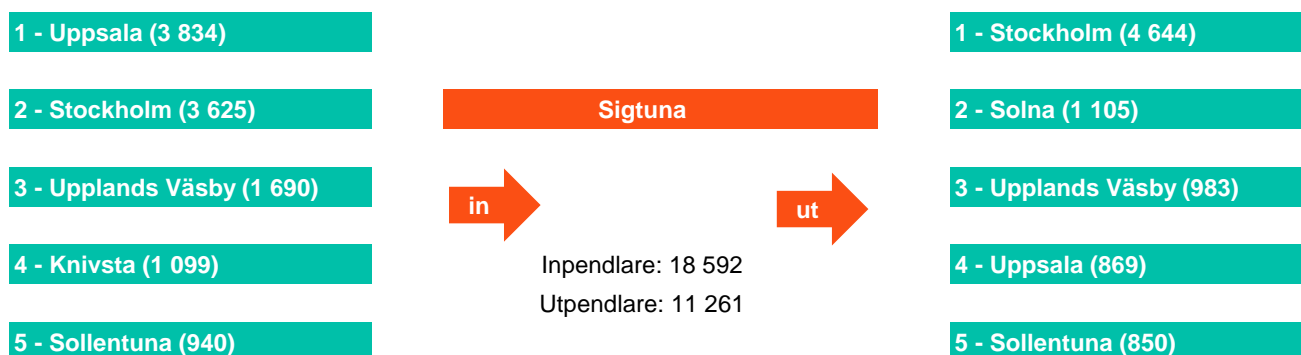 1 - Uppsala (3 834)
2 - Stockholm (3 625)
3 - Upplands Väsby (1 690)
4 - Knivsta (1 099)
5 - Sollentuna (940)
Sigtuna
in
ut
Inpendlare: 18 592
Utpendlare: 11 261
1 - Stockholm (4 644)
2 - Solna (1 105)
3 - Upplands Väsby (983)
4 - Uppsala (869)
5 - Sollentuna (850)